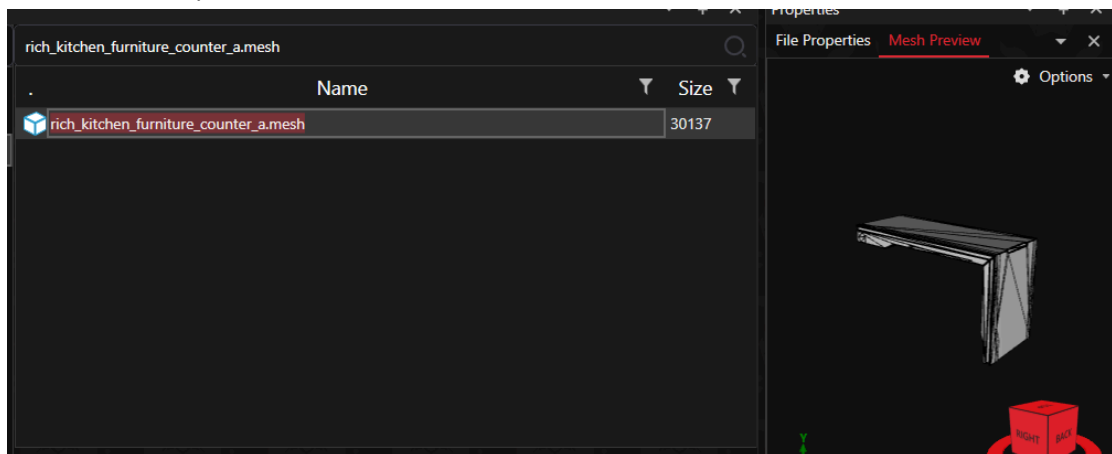 Properties
rich_kitchen_furniture_counter_a.mesh
File Properties Mesh Preview
Options
. Name Size
rich_kitchen_furniture_counter_a.mesh 30137
Y
RIGHT BACK